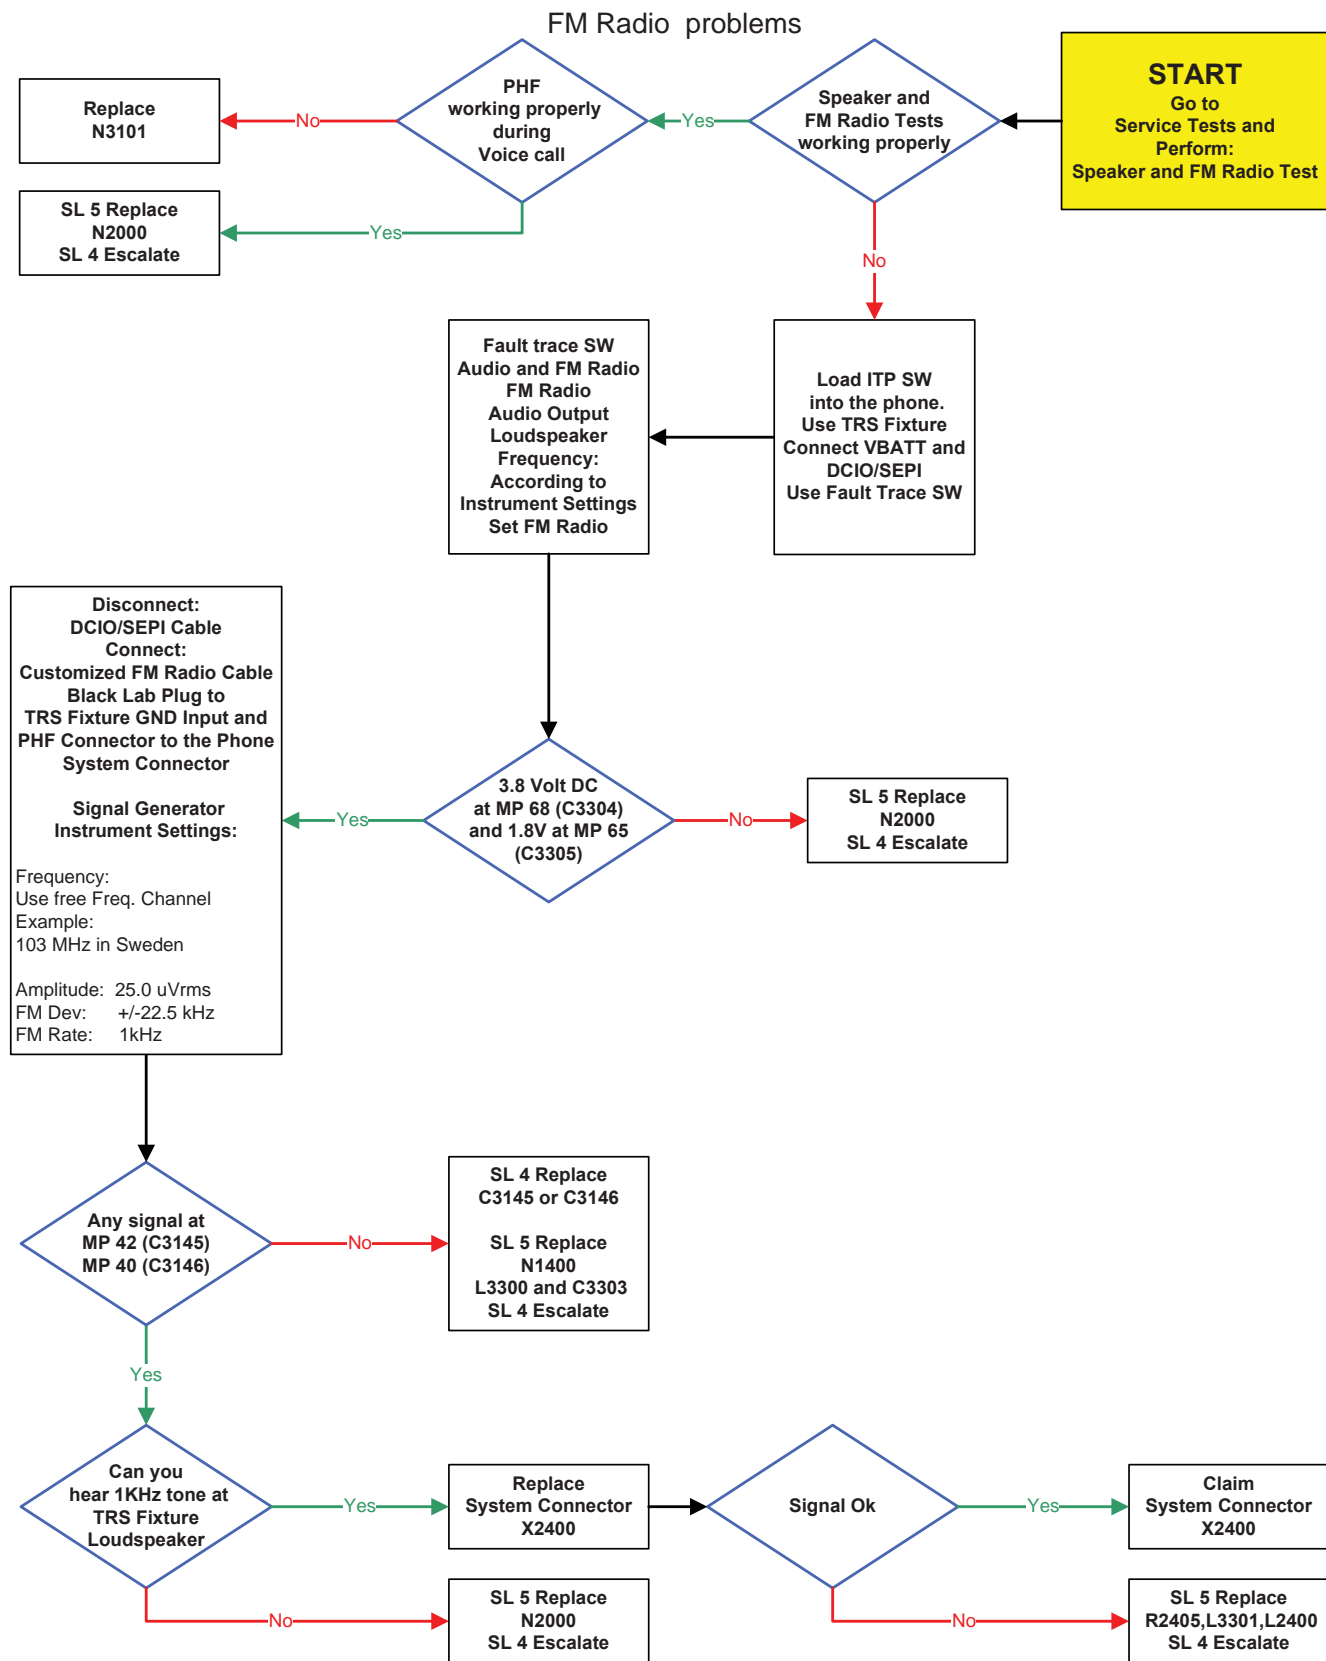 FM Radio  problems
START
Go to
Service Tests and
Perform:
Speaker and FM Radio Test
Speaker and
FM Radio Tests
working properly
Yes
PHF
working properly
during
Voice call
No
Replace
N3101
Yes
SL 5 Replace
N2000
SL 4 Escalate
No
Load ITP SW
into the phone.
Use TRS Fixture
Connect VBATT and
DCIO/SEPI
Use Fault Trace SW
Fault trace SW
Audio and FM Radio
FM Radio
Audio Output
Loudspeaker
Frequency:
According to
Instrument Settings
Set FM Radio
3.8 Volt DC
at MP 68 (C3304)
and 1.8V at MP 65
(C3305)
No
SL 5 Replace
N2000
SL 4 Escalate
Yes
Disconnect:
DCIO/SEPI Cable
Connect:
Customized FM Radio Cable
Black Lab Plug to
TRS Fixture GND Input and
PHF Connector to the Phone
System Connector
Signal Generator
Instrument Settings:
Frequency:
Use free Freq. Channel
Example:
103 MHz in Sweden
Amplitude:  25.0 uVrms
FM Dev:      +/-22.5 kHz
FM Rate:     1kHz
Any signal at
MP 42 (C3145)
MP 40 (C3146)
No
SL 4 Replace
C3145 or C3146
SL 5 Replace
N1400
L3300 and C3303
SL 4 Escalate
Yes
Can you
hear 1KHz tone at
TRS Fixture
Loudspeaker
Yes
Replace
System Connector
X2400
Signal Ok
Yes
Claim
System Connector
X2400
No
SL 5 Replace
N2000
SL 4 Escalate
No
SL 5 Replace
R2405,L3301,L2400
SL 4 Escalate